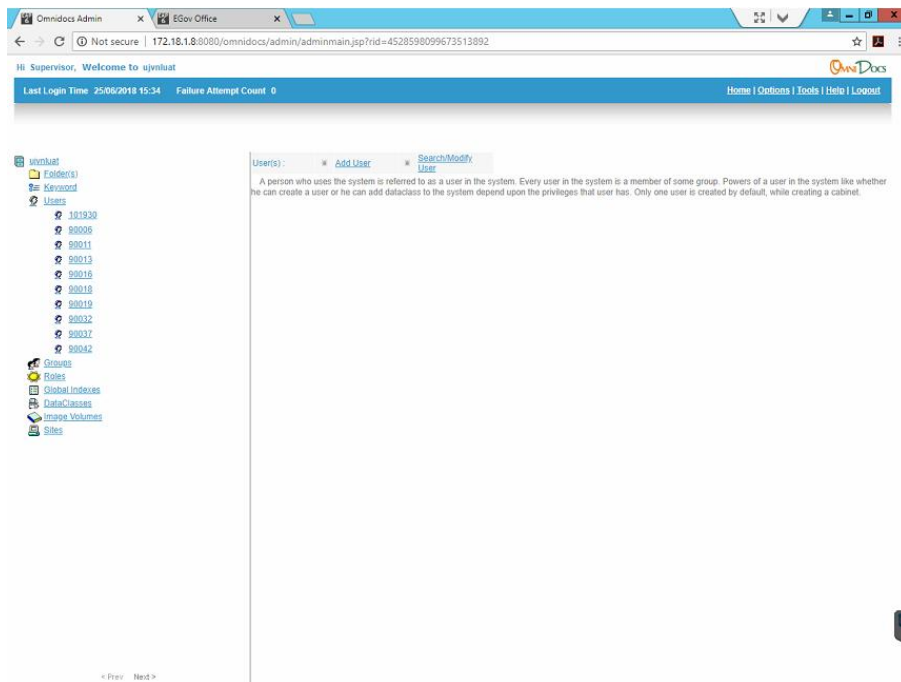 Omnidocs Admin
EGov Office
Not secure | 172.18.1.8:8080/omnidocs/admin/adminmain.jsp?rid=4528598099673513892
Hi Supervisor, Welcome to ujvnluat
OmniDocs
Last Login Time 25/06/2018 15:34 Failure Attempt Count 0
Home | Options | Tools | Help | Logout
ujvnluat
Folder(s)
Keyword
Users
101930
90006
90011
90013
90016
90018
90019
90032
90037
90042
Groups
Roles
Global Indexes
DataClasses
Image Volumes
Sites
< Prev Next >
User(s) : Add User Search/Modify
User
A person who uses the system is referred to as a user in the system. Every user in the system is a member of some group. Powers of a user in the system like whether
he can create a user or he can add dataclass to the system depend upon the privileges that user has. Only one user is created by default, while creating a cabinet.